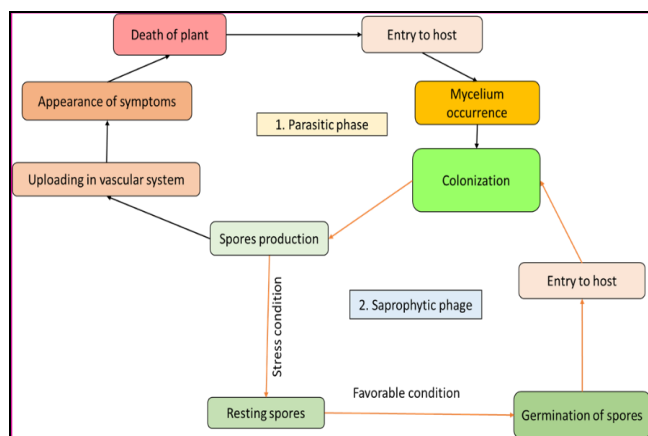 Death of plant
Entry to host
Appearance of symptoms
Mycelium
occurrence
1. Parasitic phase
Uploading in vascular system
Colonization
Spores production
Entry to host
2. Saprophytic phage
Stress condition
Favorable condition
Resting spores
Germination of spores